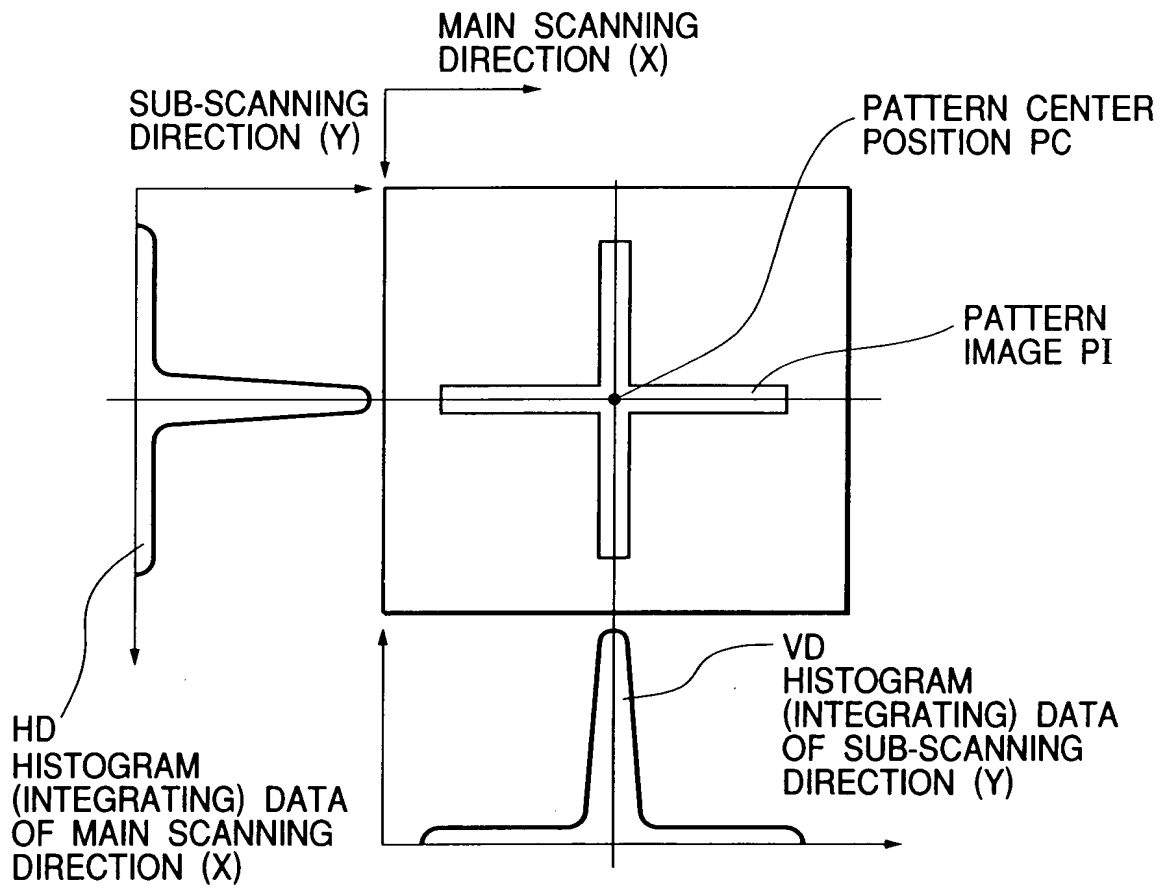 MAIN SCANNING
DIRECTION (X)
SUB-SCANNING
DIRECTION (Y)
PATTERN CENTER
POSITION PC
PATTERN
IMAGE PI
VD
HISTOGRAM
(INTEGRATING) DATA
OF SUB-SCANNING
DIRECTION (Y)
HD
HISTOGRAM
(INTEGRATING) DATA
OF MAIN SCANNING
DIRECTION (X)